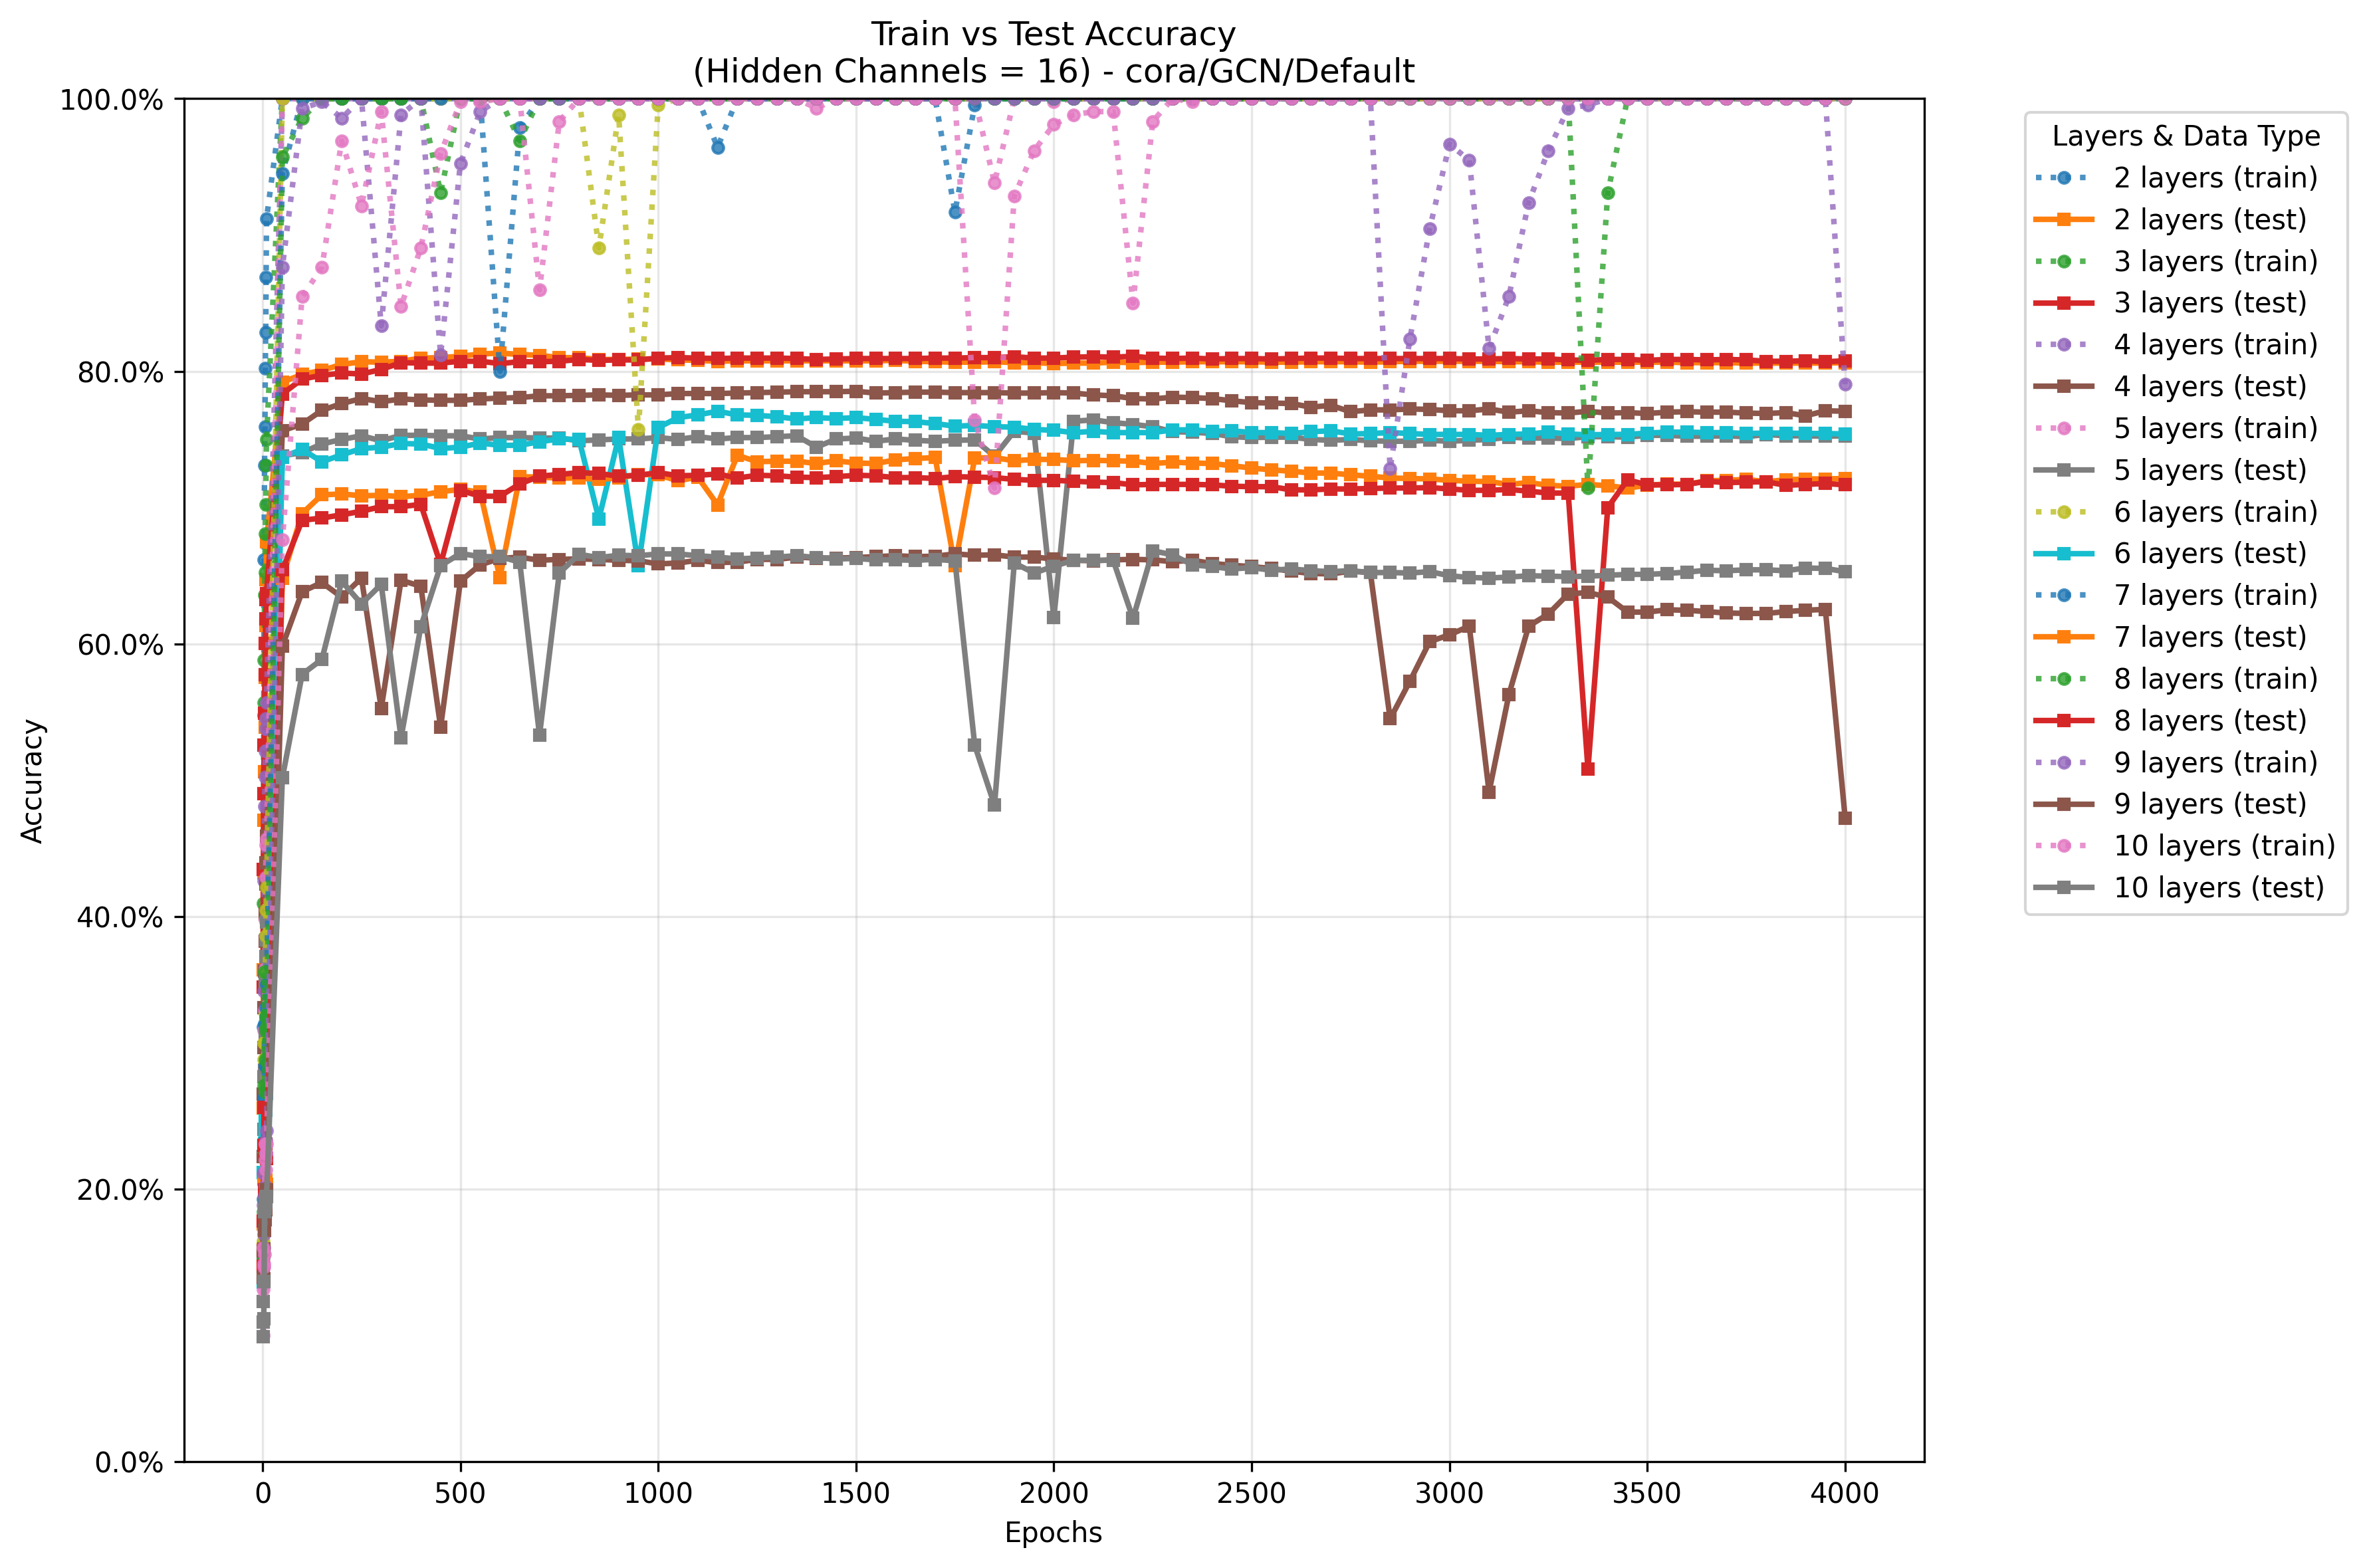 Train vs Test Accuracy
(Hidden Channels = 16) - cora/GCN/Default
100.0%
80.0%
60.0%
40.0%
20.0%
0.0%
Accuracy
0
500
1000
1500
2000
2500
3000
3500
4000
Epochs
Layers & Data Type
2 layers (train)
2 layers (test)
3 layers (train)
3 layers (test)
4 layers (train)
4 layers (test)
5 layers (train)
5 layers (test)
6 layers (train)
6 layers (test)
7 layers (train)
7 layers (test)
8 layers (train)
8 layers (test)
9 layers (train)
9 layers (test)
10 layers (train)
10 layers (test)